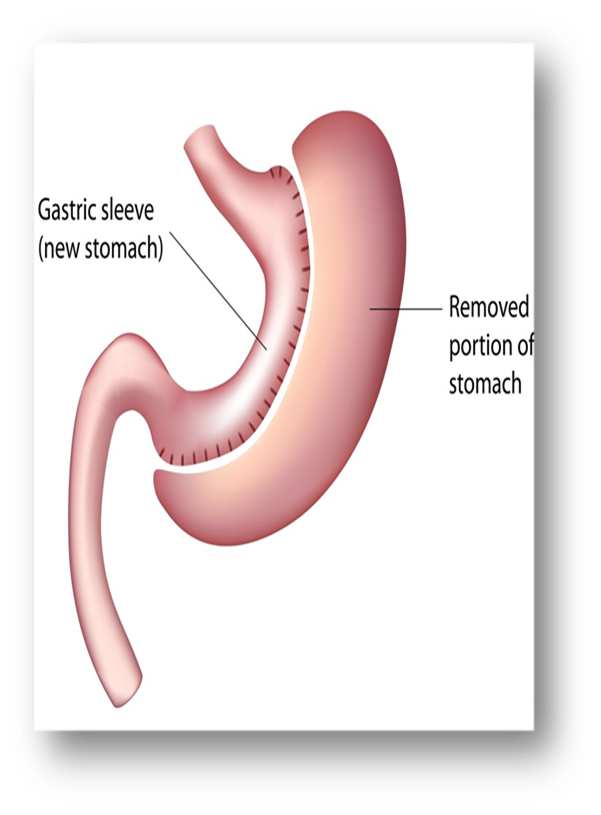 Gastric sleeve
(new stomach)
Removed
portion of
stomach